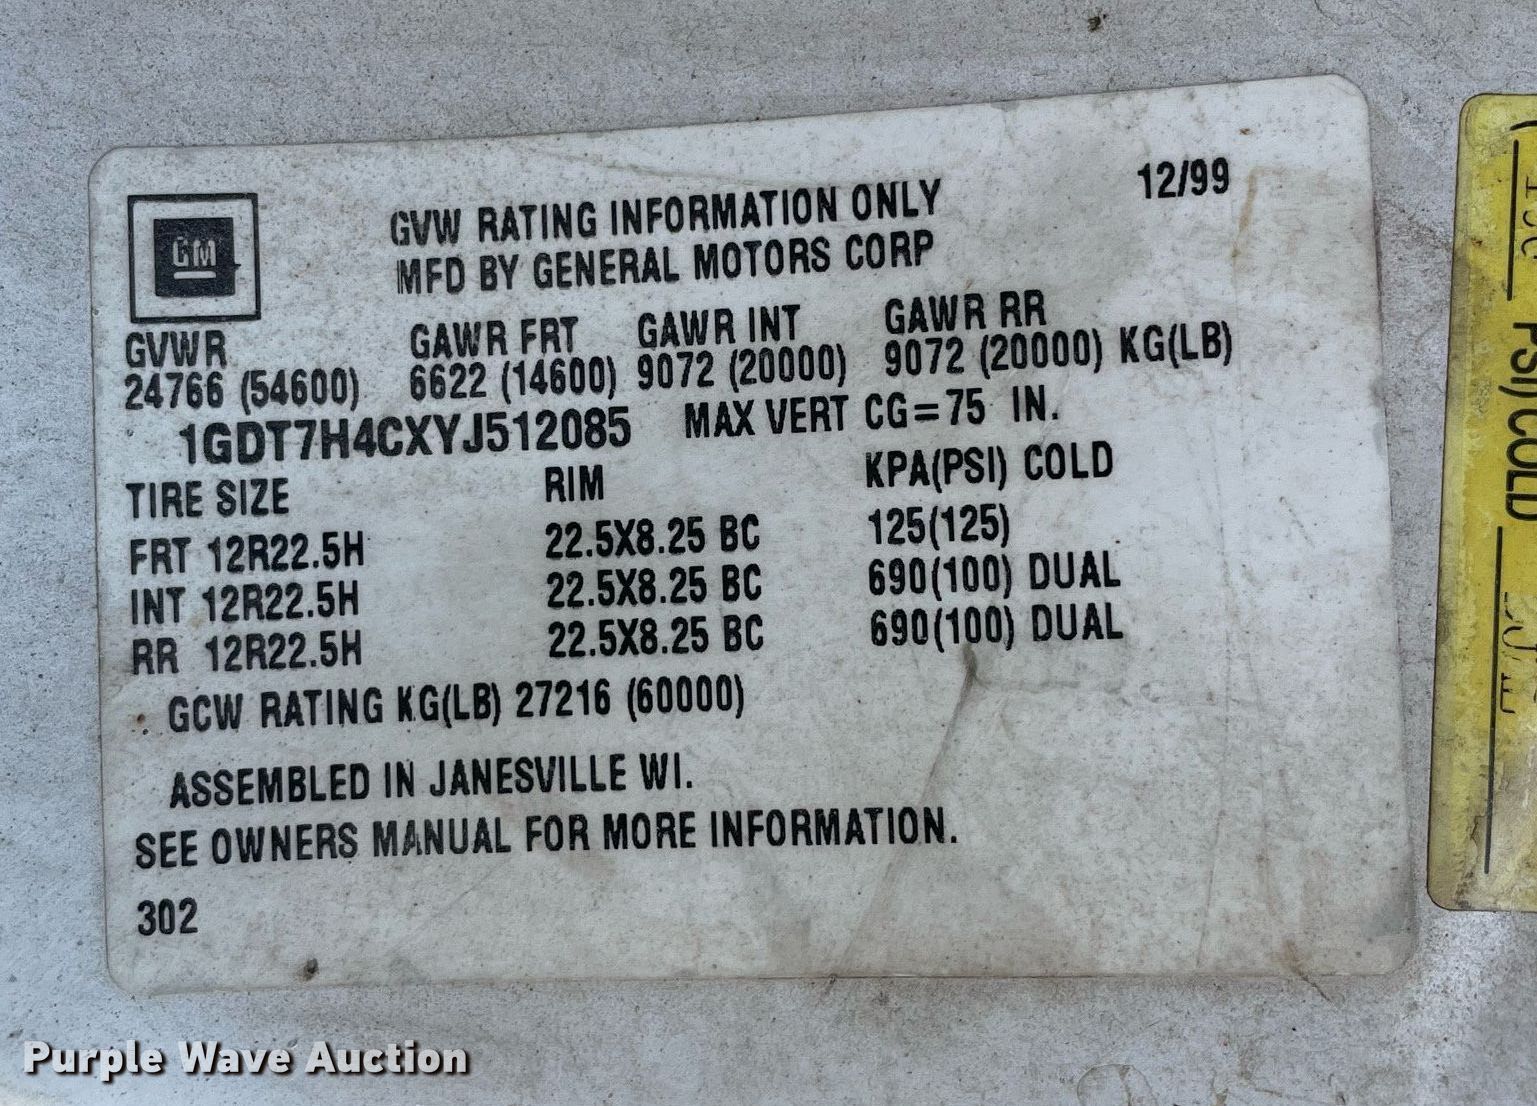 12/99
GM
GVW RATING INFORMATION ONLY
MFD BY GENERAL MOTORS CORP
GVWR GAWR FRT GAWR INT GAWR RR
24766 (54600) 6622 (14600) 9072 (20000) 9072 (20000) KG(LB)
1GDT7H4CXYJ512085 MAX VERT CG=75 IN.
TIRE SIZE RIM KPA(PSI) COLD
FRT 12R22.5H 22.5X8.25 BC 125(125)
INT 12R22.5H 22.5X8.25 BC 690(100) DUAL
RR 12R22.5H 22.5X8.25 BC 690(100) DUAL
GCW RATING KG(LB) 27216 (60000)
ASSEMBLED IN JANESVILLE WI.
SEE OWNERS MANUAL FOR MORE INFORMATION.
302
PSI/COLD
Purple Wave Auction